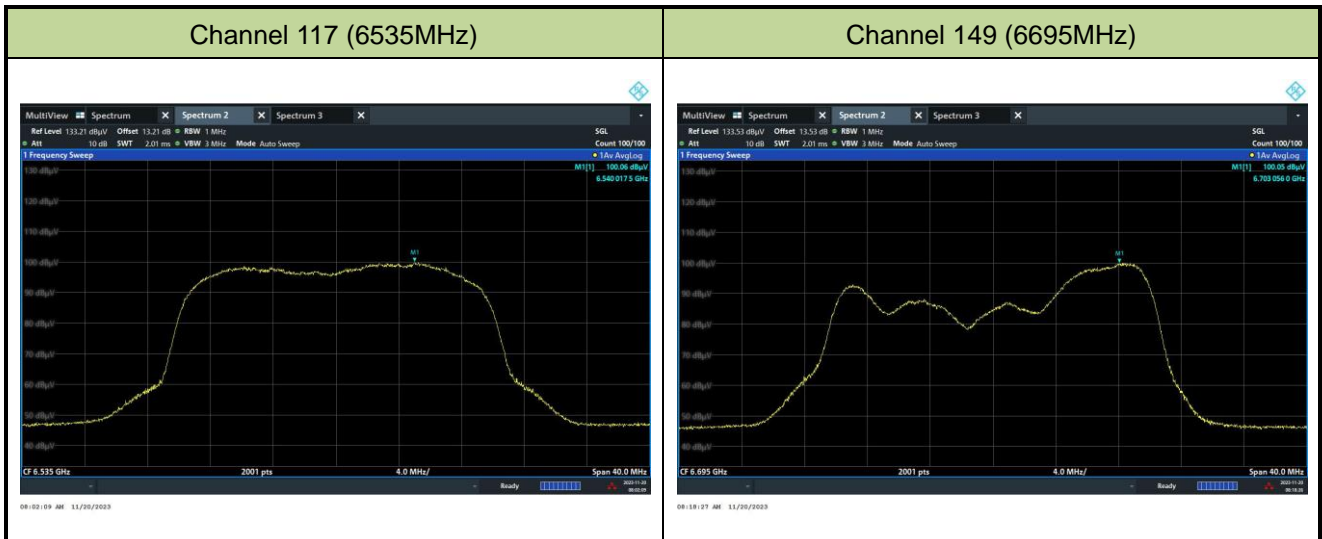 Channel 117 (6535MHz)
Channel 149 (6695MHz)
MultiView Spectrum X Spectrum 2 X Spectrum 3 X
Ref Level 133.21 dBµV Offset 13.21 dB RBW 1 MHz SGL
Att 10 dB SWT 2.01 ms VBW 3 MHz Mode Auto Sweep Count 100/100
1 Frequency Sweep 1Av AvgLog
M1[1] 100.06 dBµV
6.540 017 5 GHz
130 dBµV
120 dBµV
110 dBµV
M1
100 dBµV
90 dBµV
80 dBµV
70 dBµV
60 dBµV
50 dBµV
40 dBµV
CF 6.535 GHz 2001 pts 4.0 MHz/ Span 40.0 MHz
Ready
08:02:09 AM 11/20/2023
MultiView Spectrum X Spectrum 2 X Spectrum 3 X
Ref Level 133.53 dBµV Offset 13.53 dB RBW 1 MHz SGL
Att 10 dB SWT 2.01 ms VBW 3 MHz Mode Auto Sweep Count 100/100
1 Frequency Sweep 1Av AvgLog
M1[1] 100.05 dBµV
6.703 056 0 GHz
130 dBµV
120 dBµV
110 dBµV
M1
100 dBµV
90 dBµV
80 dBµV
70 dBµV
60 dBµV
50 dBµV
40 dBµV
CF 6.695 GHz 2001 pts 4.0 MHz/ Span 40.0 MHz
Ready
08:18:27 AM 11/20/2023